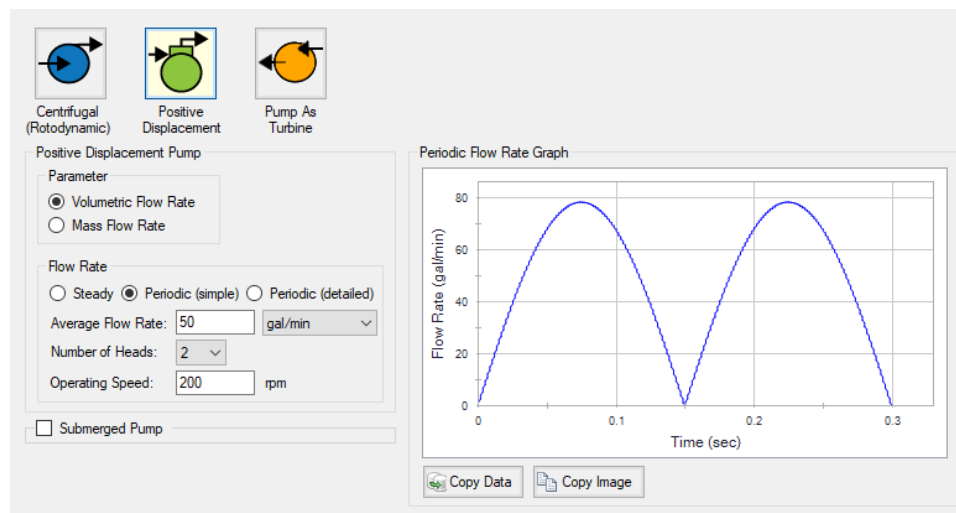 Centrifugal
(Rotodynamic)
Positive
Displacement
Pump As
Turbine
Positive Displacement Pump
Parameter
Volumetric Flow Rate
Mass Flow Rate
Flow Rate
Steady Periodic (simple) Periodic (detailed)
Average Flow Rate: 50 gal/min
Number of Heads: 2
Operating Speed: 200 rpm
Submerged Pump
Periodic Flow Rate Graph
Flow Rate (gal/min)
80
60
40
20
0
0 0.1 0.2 0.3
Time (sec)
Copy Data Copy Image